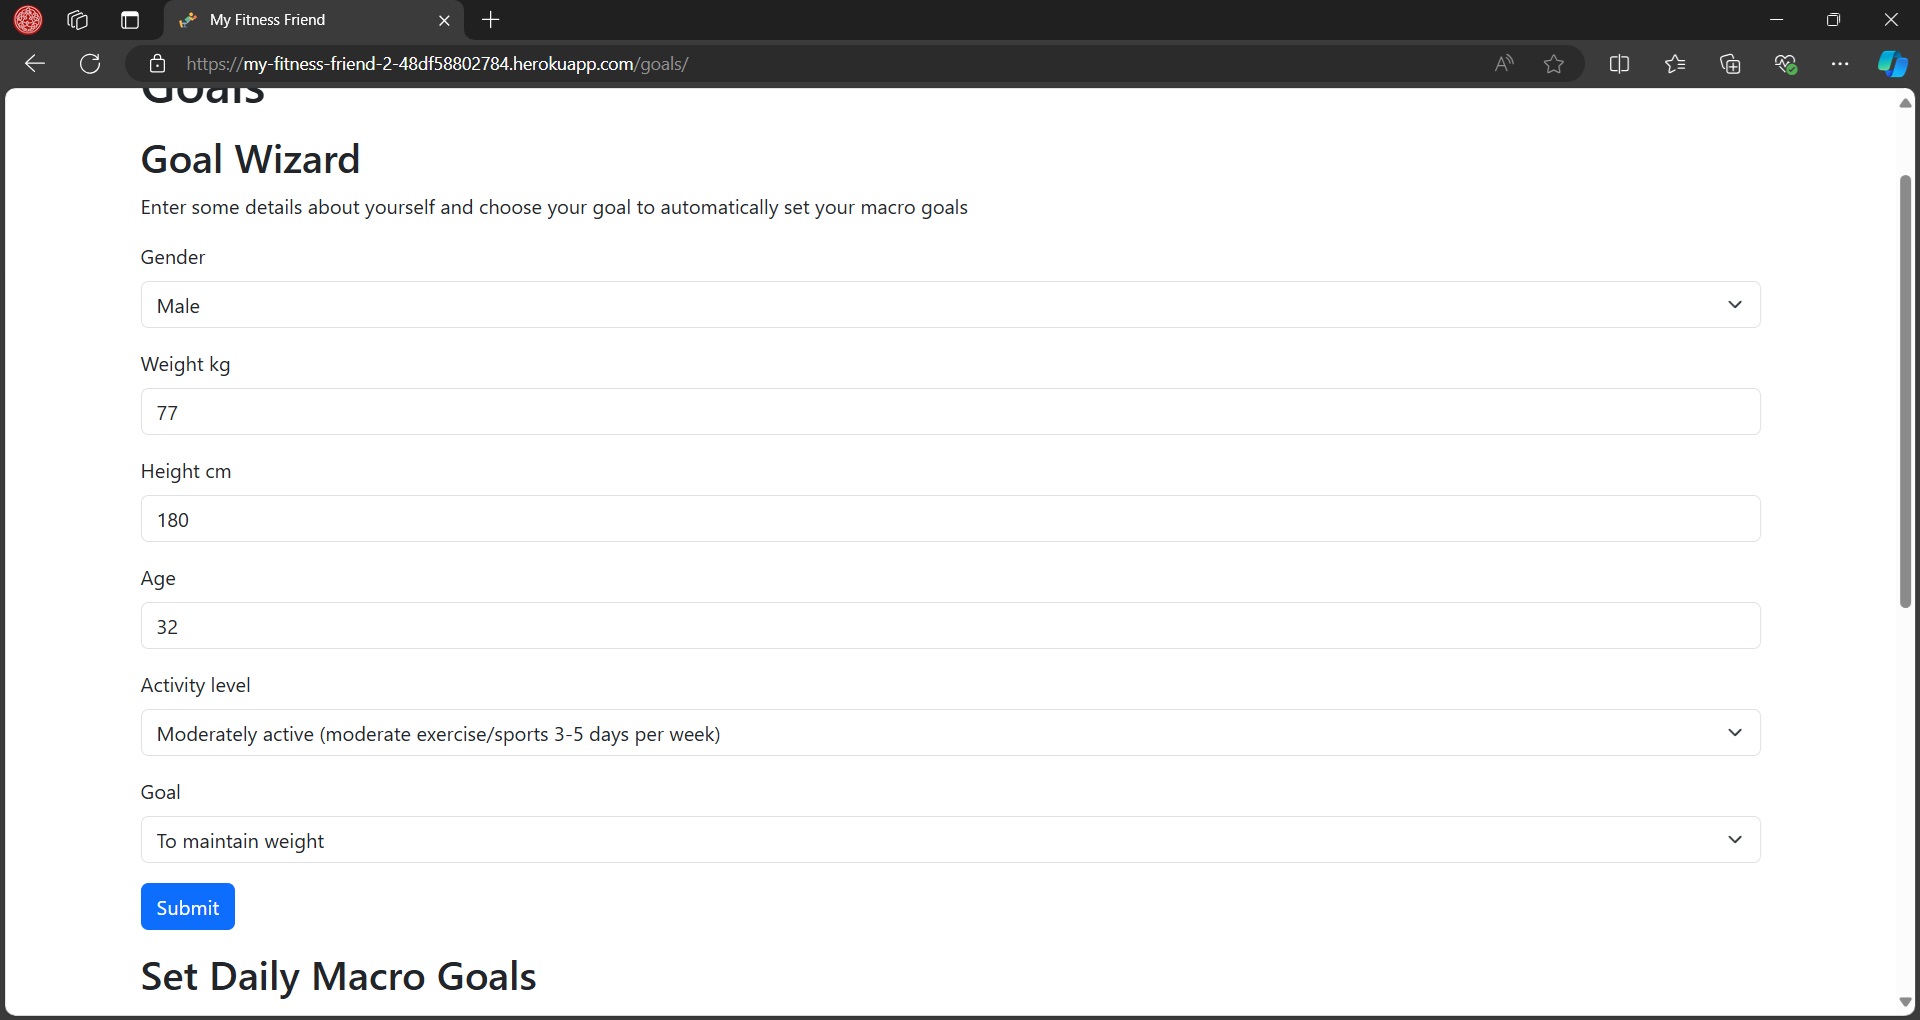 My Fitness Friend
https://my-fitness-friend-2-48df58802784.herokuapp.com/goals/
Goals
Goal Wizard
Enter some details about yourself and choose your goal to automatically set your macro goals
Gender
Male
Weight kg
77
Height cm
180
Age
32
Activity level
Moderately active (moderate exercise/sports 3-5 days per week)
Goal
To maintain weight
Submit
Set Daily Macro Goals